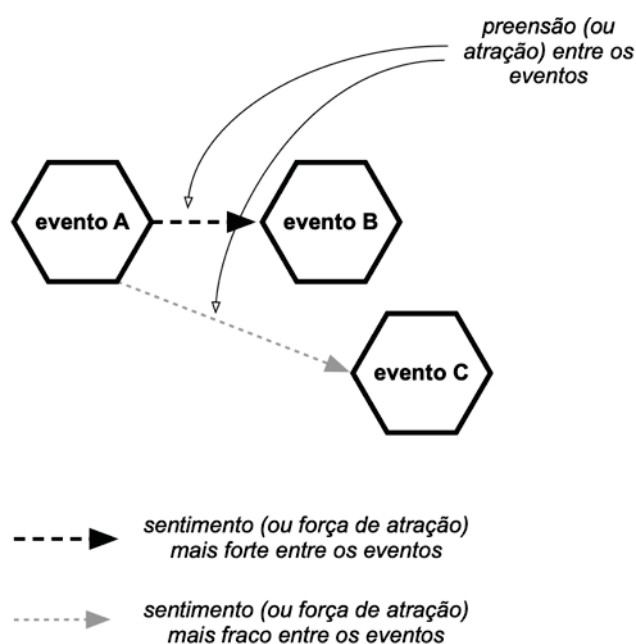 preensão (ou
atração) entre os
eventos
evento A
evento B
evento C
sentimento (ou força de atração)
mais forte entre os eventos
sentimento (ou força de atração)
mais fraco entre os eventos